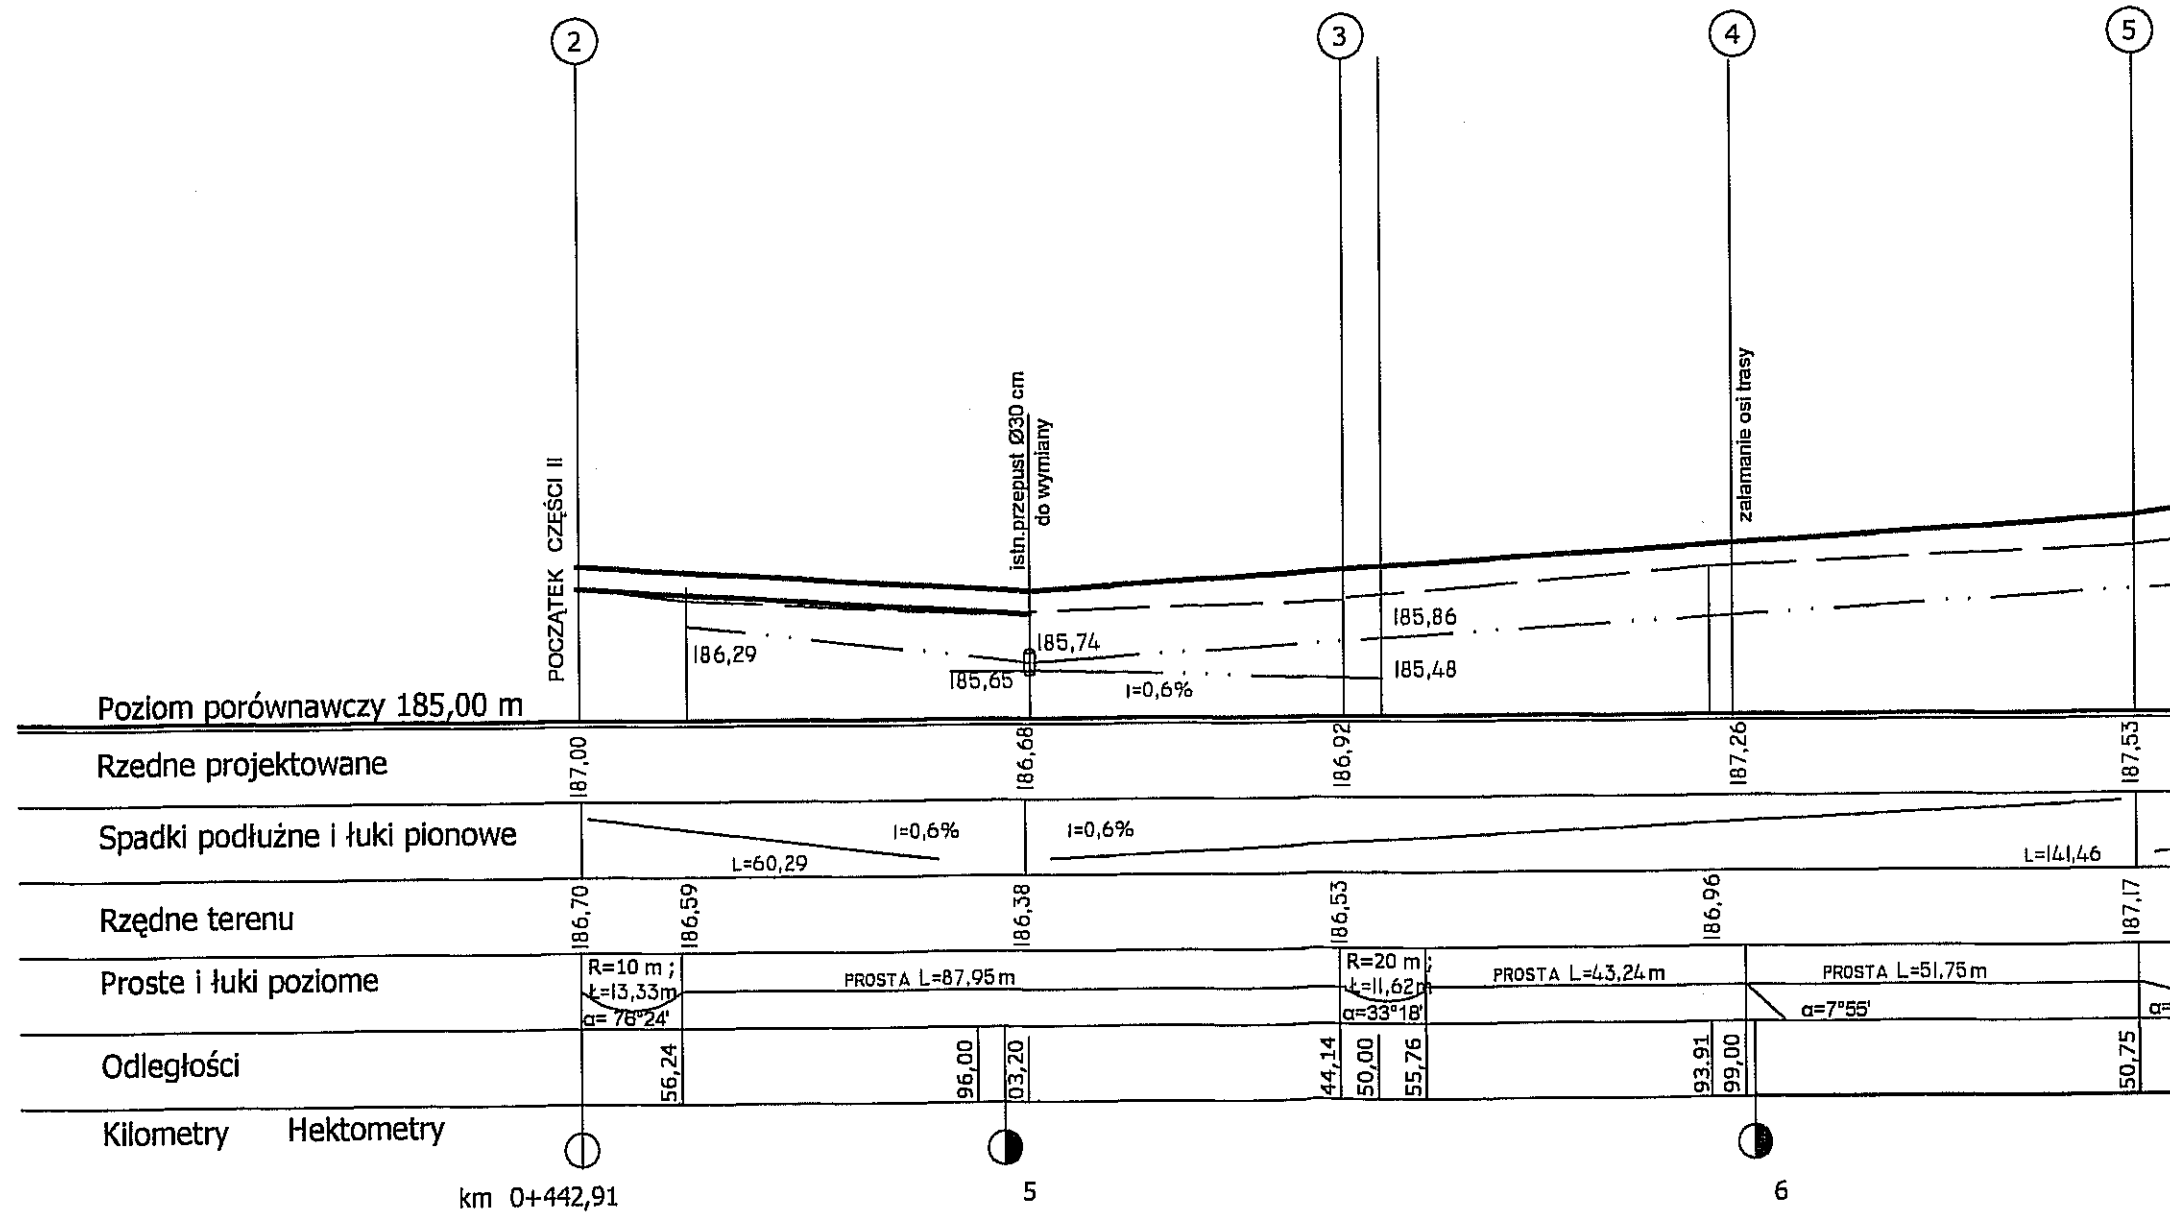 2
3
4
5
POCZĄTEK CZĘŚCI II
istn.przepust Ø30 cm
do wymiany
załamanie osi trasy
186,29
185,74
185,65
I=0,6%
185,86
185,48
Poziom porównawczy 185,00 m
Rzedne projektowane
187,00
186,68
186,92
187,26
187,53
Spadki podłużne i łuki pionowe
L=60,29
I=0,6%
I=0,6%
L=141,46
Rzędne terenu
186,70
186,59
186,38
186,53
186,96
187,17
Proste i łuki poziome
R=10 m ;
Ł=13,33m
α= 76°24'
PROSTA L=87,95m
R=20 m ;
Ł=11,62m
α=33°18'
PROSTA L=43,24m
PROSTA L=51,75m
α=7°55'
α=
Odległości
56,24
96,00
03,20
44,14
50,00
55,76
93,91
99,00
50,75
Kilometry Hektometry
km 0+442,91
5
6